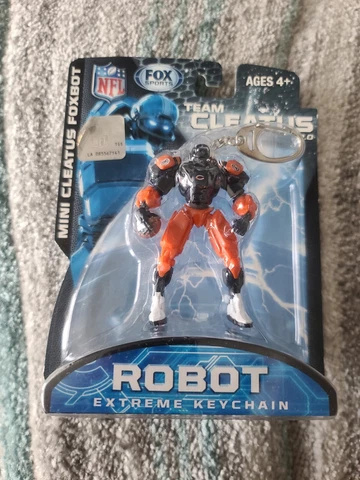 NFL
FOX
SPORTS
AGES 4+
TEAM
CLEATUS
MINI CLEATUS FOXBOT
ROBOT
EXTREME KEYCHAIN